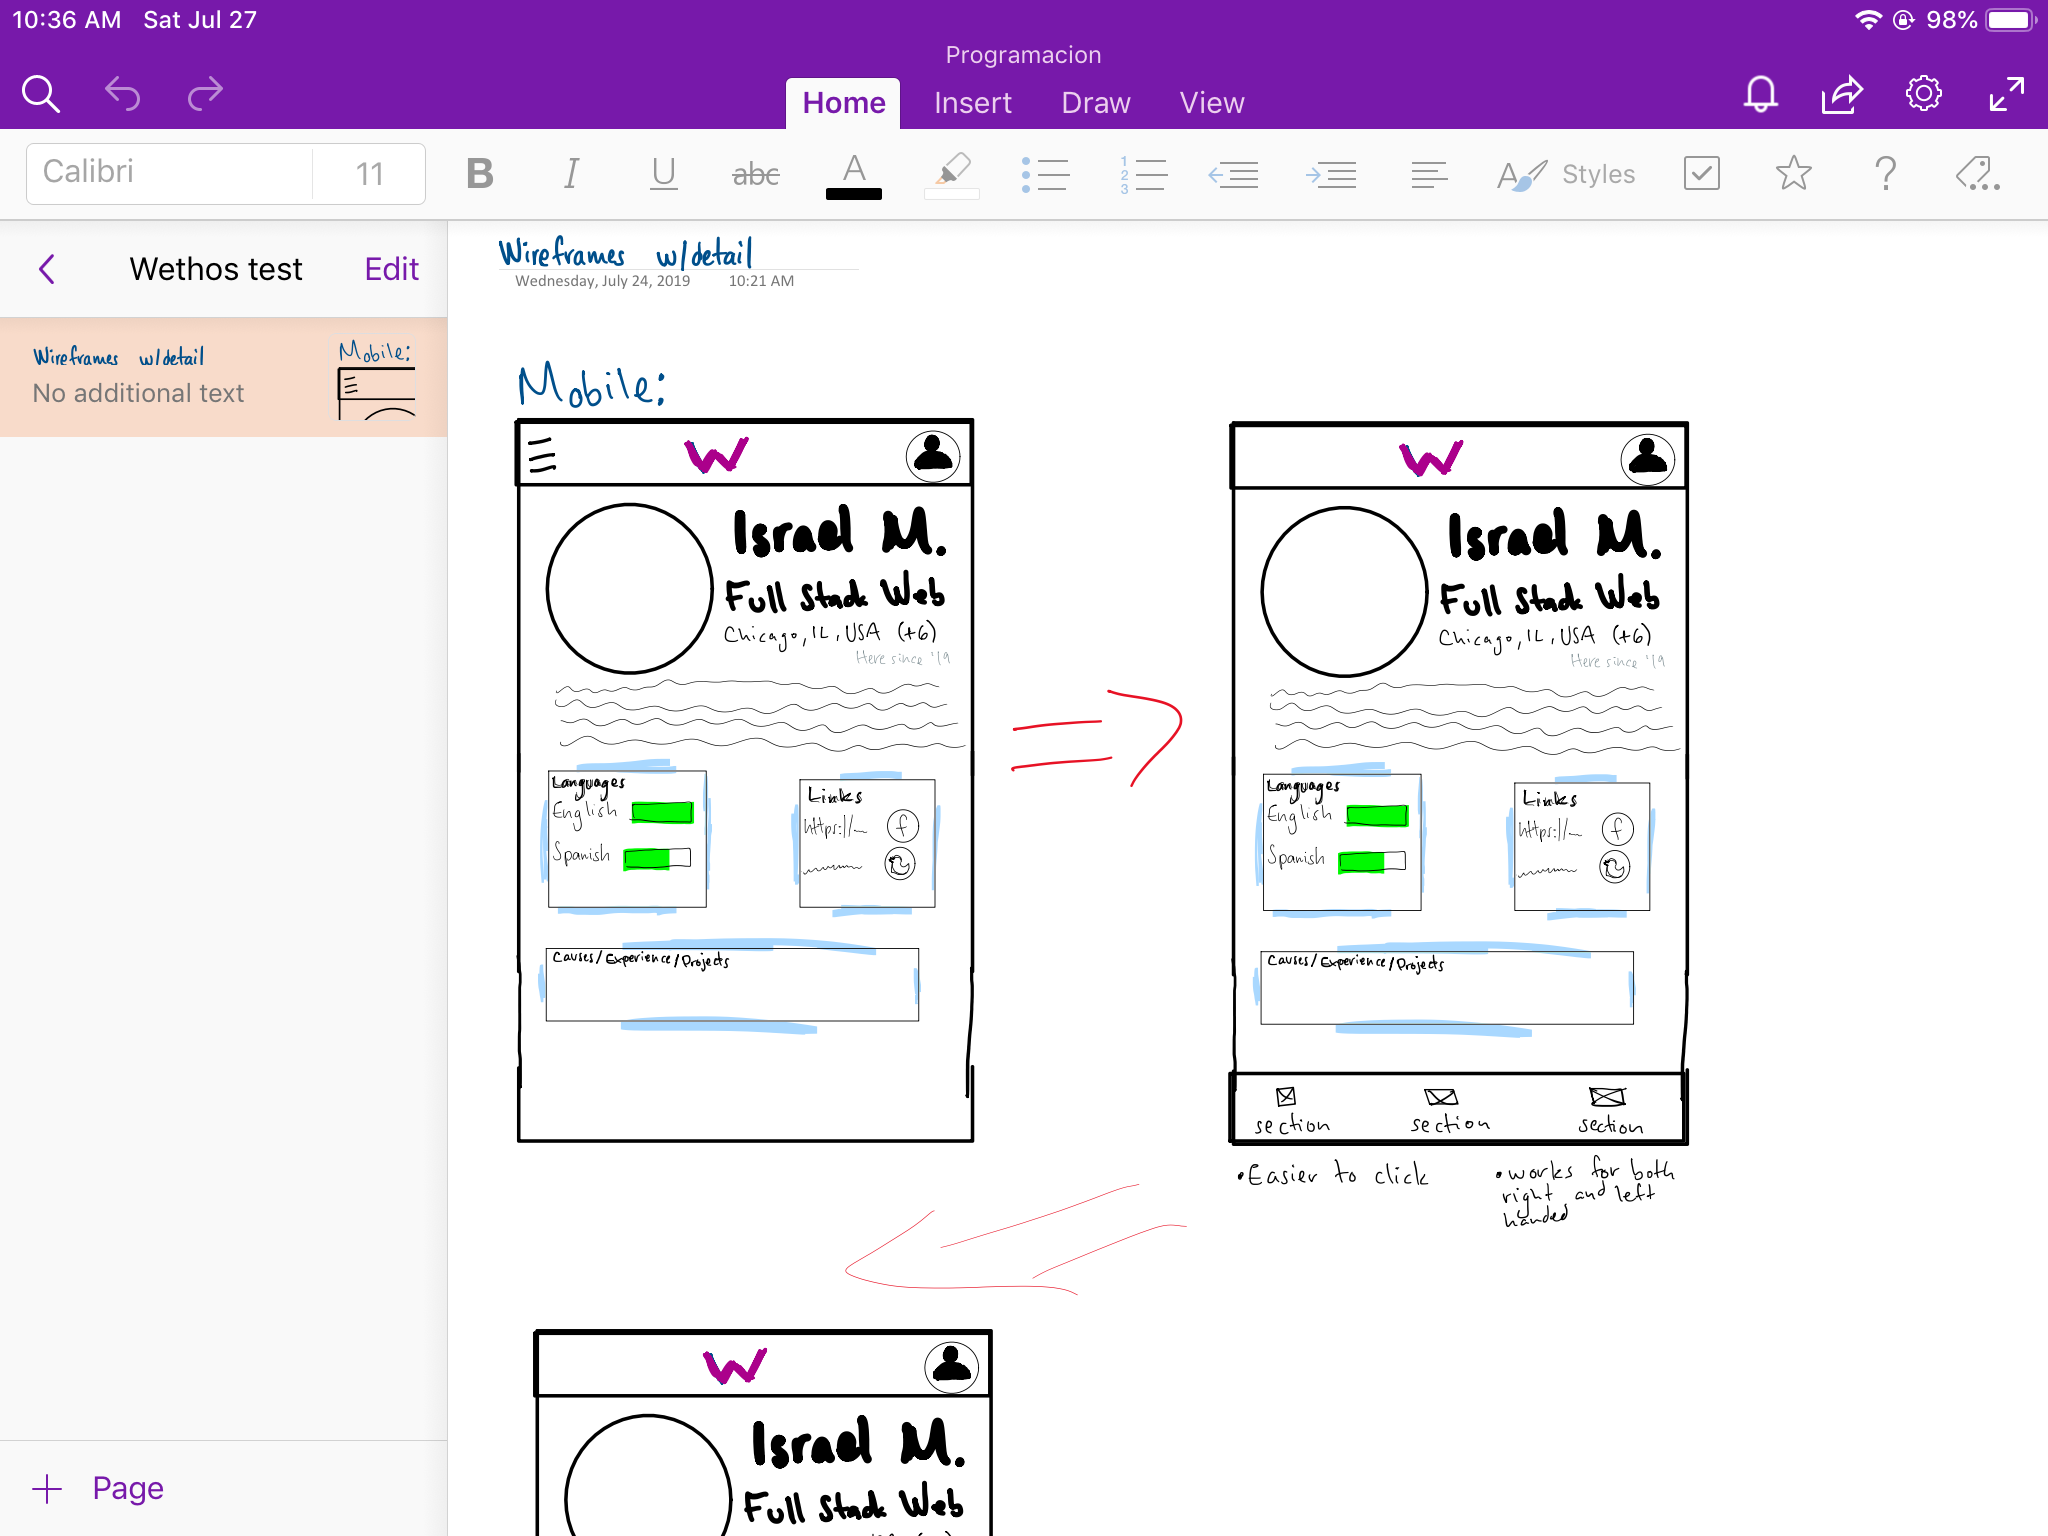 10:36 AM Sat Jul 27
98%
Programacion
Home Insert Draw View
Calibri 11 B I U abc A Styles
Wethos test Edit
Wireframes w/detail
No additional text
Mobile:
+ Page
Wireframes w/detail
Wednesday, July 24, 2019 10:21 AM
Mobile:
W
Israel M.
Full Stack Web
Chicago, IL, USA (+6)
Here since '19
Languages
English
Spanish
Links
https://
f
Causes/Experience/Projects
W
Israel M.
Full Stack Web
Chicago, IL, USA (+6)
Here since '19
Languages
English
Spanish
Links
https://
f
Causes/Experience/Projects
section section section
•Easier to click
•works for both
right and left
handed
W
Israel M.
Full Stack Web